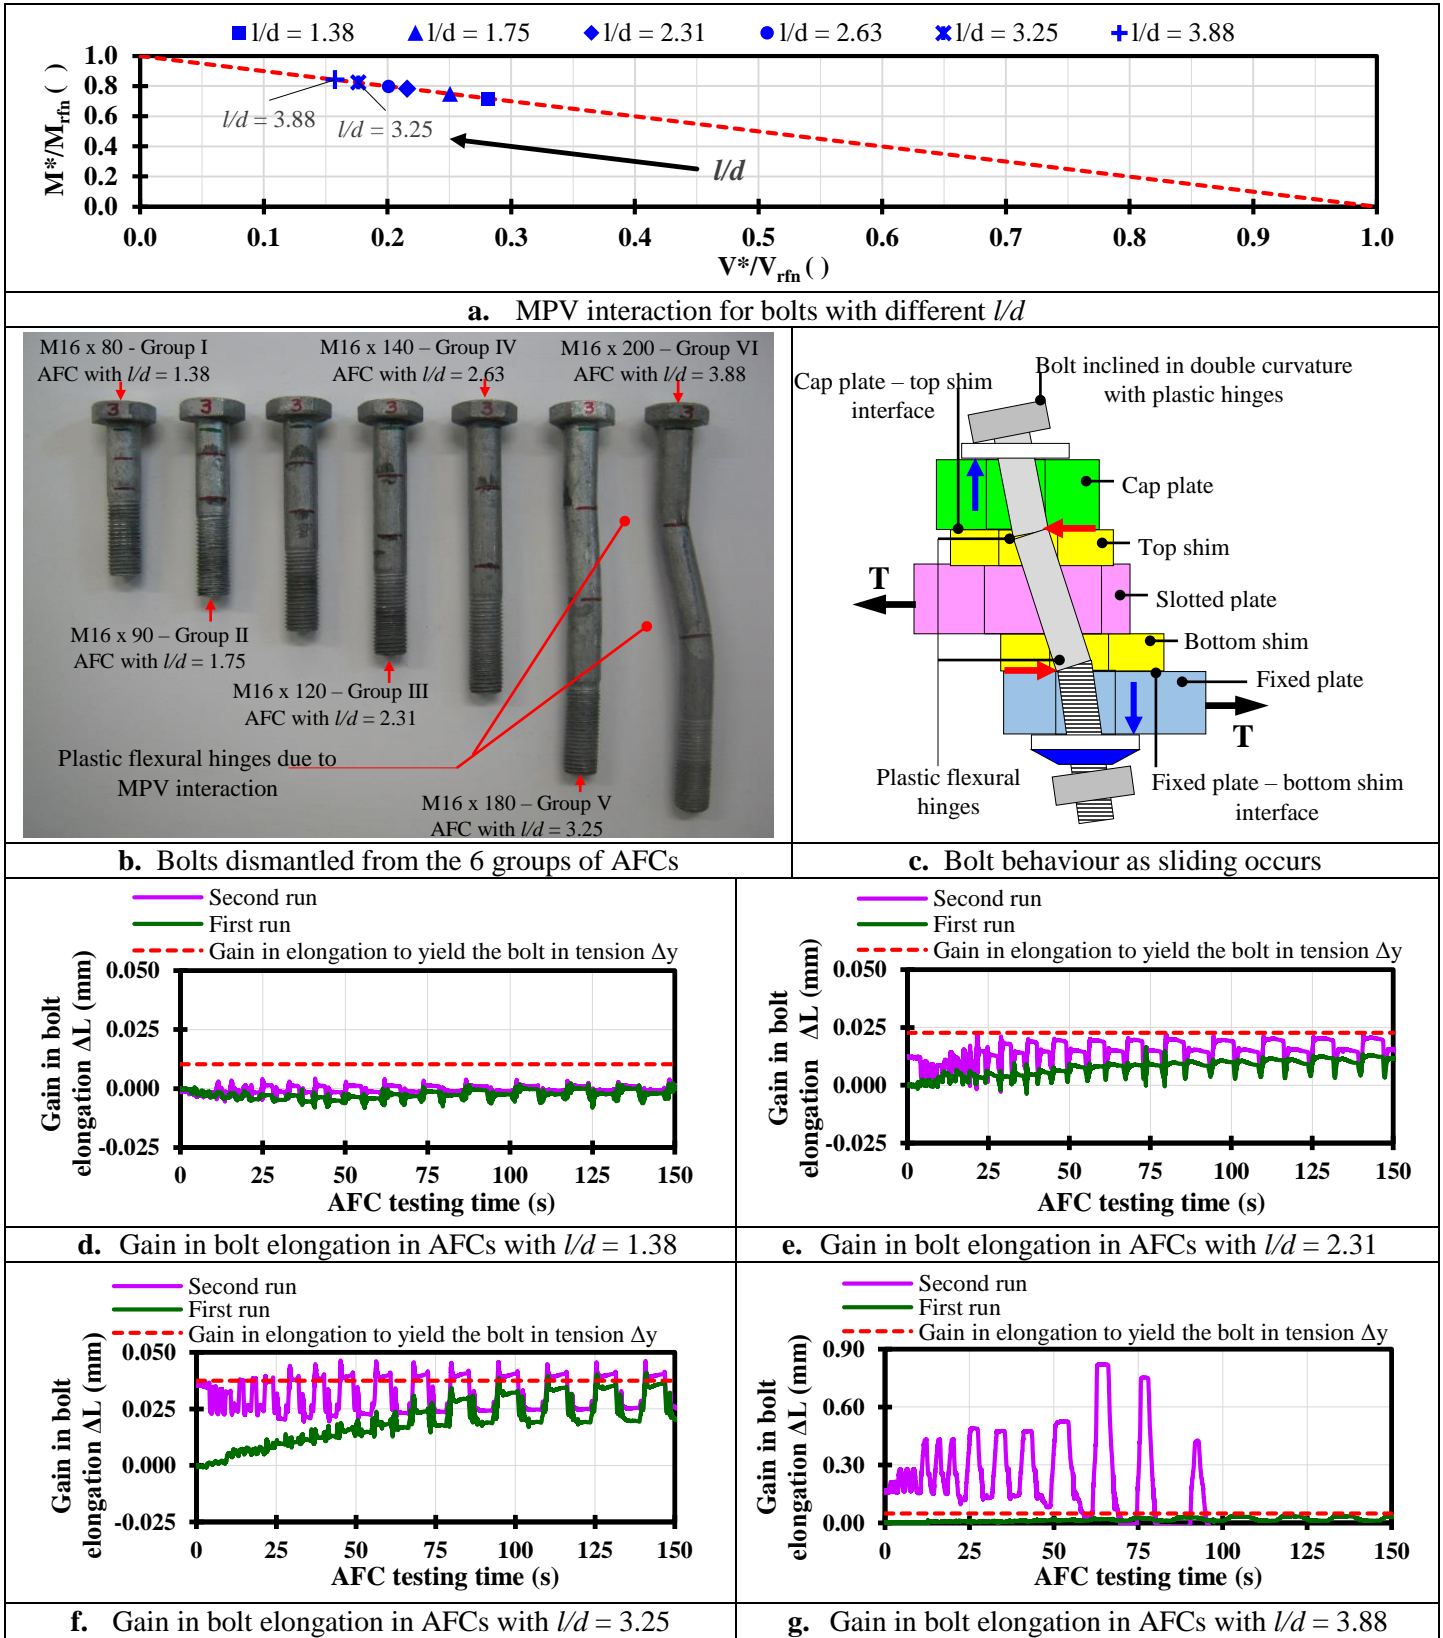 l/d = 1.38 l/d = 1.75 l/d = 2.31 l/d = 2.63 l/d = 3.25 l/d = 3.88
M*/Mrfn ( )
1.0
0.8
0.6
0.4
0.2
0.0
l/d = 3.88
l/d = 3.25
l/d
0.0 0.1 0.2 0.3 0.4 0.5 0.6 0.7 0.8 0.9 1.0
V*/Vrfn ( )
a. MPV interaction for bolts with different l/d
M16 x 80 - Group I
AFC with l/d = 1.38
M16 x 140 – Group IV
AFC with l/d = 2.63
M16 x 200 – Group VI
AFC with l/d = 3.88
3 3 3 3 3 3 3
M16 x 90 – Group II
AFC with l/d = 1.75
M16 x 120 – Group III
AFC with l/d = 2.31
Plastic flexural hinges due to
MPV interaction
M16 x 180 – Group V
AFC with l/d = 3.25
b. Bolts dismantled from the 6 groups of AFCs
Cap plate – top shim
interface
Bolt inclined in double curvature
with plastic hinges
Cap plate
Top shim
T
Slotted plate
Bottom shim
Fixed plate
T
Plastic flexural
hinges
Fixed plate – bottom shim
interface
c. Bolt behaviour as sliding occurs
Second run
First run
Gain in elongation to yield the bolt in tension Δy
Gain in bolt
elongation ΔL (mm)
0.050
0.025
0.000
-0.025
0 25 50 75 100 125 150
AFC testing time (s)
d. Gain in bolt elongation in AFCs with l/d = 1.38
Second run
First run
Gain in elongation to yield the bolt in tension Δy
Gain in bolt
elongation ΔL (mm)
0.050
0.025
0.000
-0.025
0 25 50 75 100 125 150
AFC testing time (s)
e. Gain in bolt elongation in AFCs with l/d = 2.31
Second run
First run
Gain in elongation to yield the bolt in tension Δy
Gain in bolt
elongation ΔL (mm)
0.050
0.025
0.000
-0.025
0 25 50 75 100 125 150
AFC testing time (s)
f. Gain in bolt elongation in AFCs with l/d = 3.25
Second run
First run
Gain in elongation to yield the bolt in tension Δy
Gain in bolt
elongation ΔL (mm)
0.90
0.60
0.30
0.00
0 25 50 75 100 125 150
AFC testing time (s)
g. Gain in bolt elongation in AFCs with l/d = 3.88